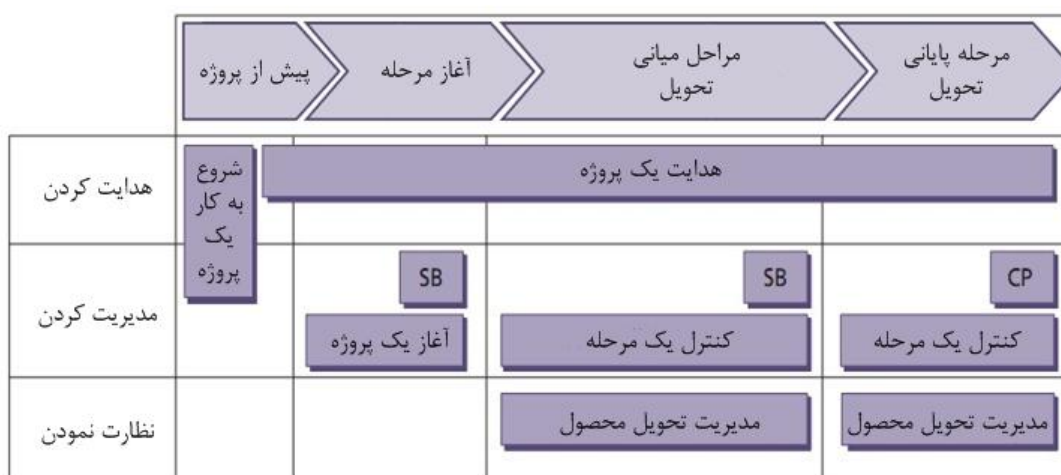 پیش از پروژه
آغاز مرحله
مراحل میانی
تحویل
مرحله پایانی
تحویل
هدایت کردن
شروع
به کار
یک
پروژه
هدایت یک پروژه
مدیریت کردن
SB
SB
CP
آغاز یک پروژه
کنترل یک مرحله
کنترل یک مرحله
نظارت نمودن
مدیریت تحویل محصول
مدیریت تحویل محصول